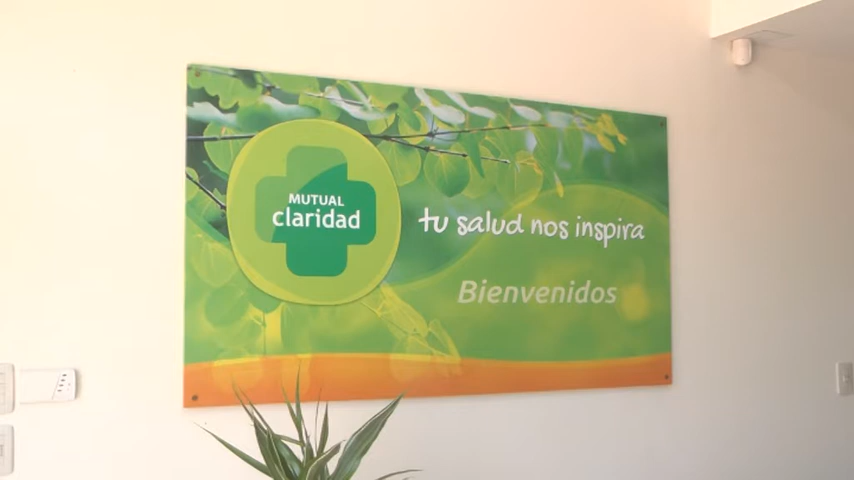 MUTUAL
claridad
tu salud nos inspira
Bienvenidos